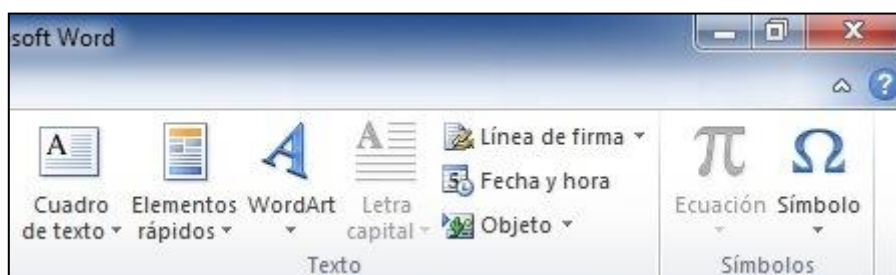 soft Word
Cuadro
de texto
Elementos
rápidos
WordArt
Letra
capital
Línea de firma
Fecha y hora
Objeto
Texto
Ecuación
Símbolo
Símbolos